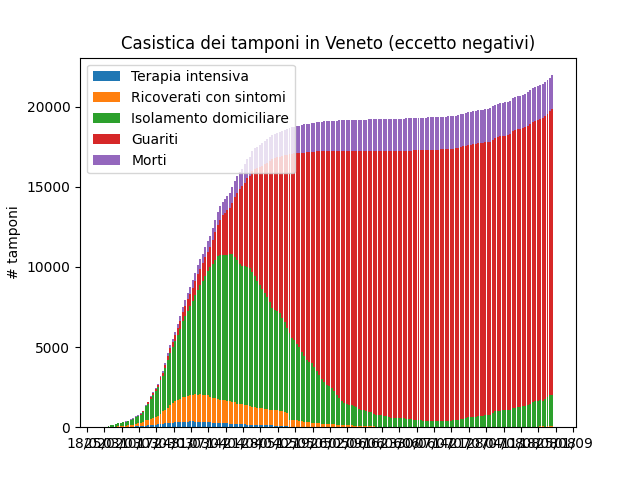 Casistica dei tamponi in Veneto (eccetto negativi)
Terapia intensiva
Ricoverati con sintomi
Isolamento domiciliare
Guariti
Morti
# tamponi
20000
15000
10000
5000
0